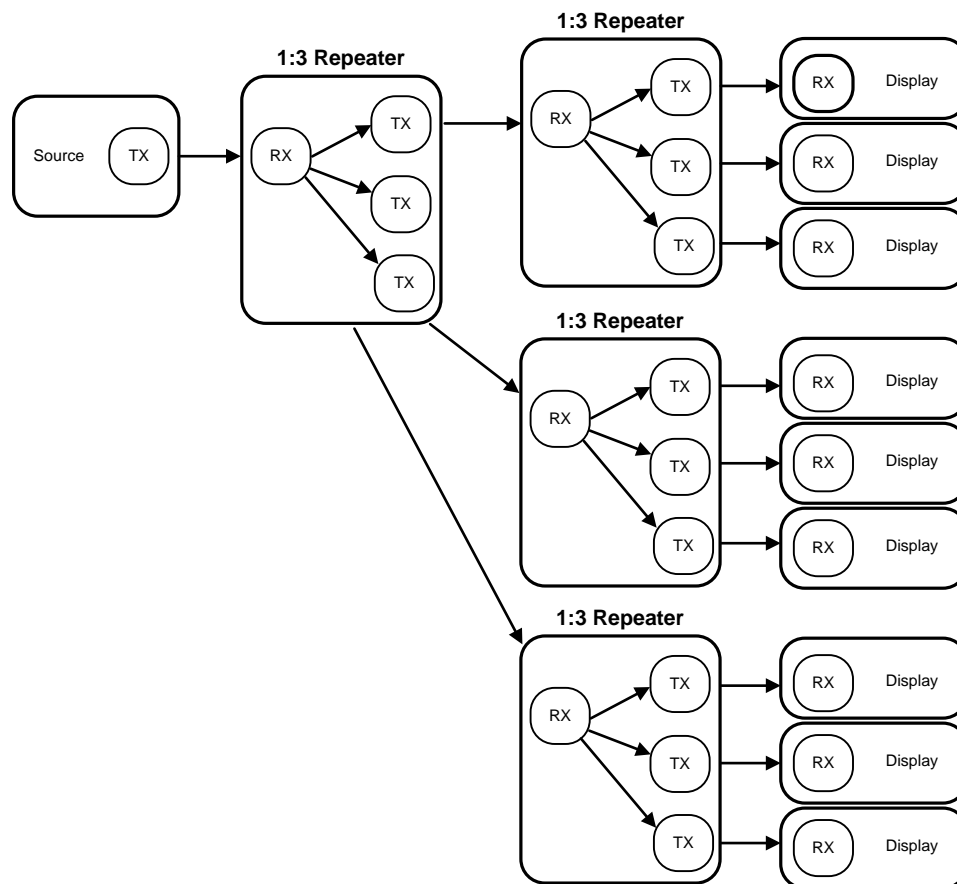 1:3 Repeater
1:3 Repeater
Source
TX
RX
TX
TX
TX
RX
TX
TX
TX
RX
Display
RX
Display
RX
Display
1:3 Repeater
RX
TX
TX
TX
RX
Display
RX
Display
RX
Display
1:3 Repeater
RX
TX
TX
TX
RX
Display
RX
Display
RX
Display